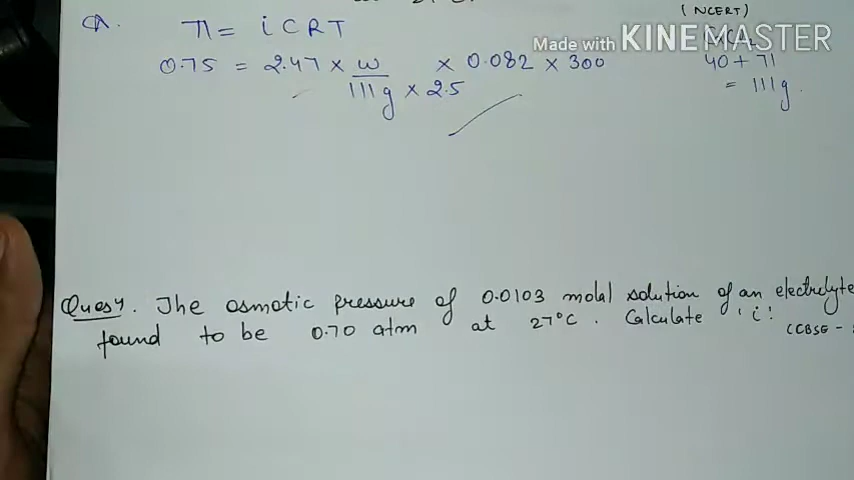 (NCERT)
A. π = i C R T
Made with KINEMASTER
0.75 = 2.47 × w × 0.082 × 300
40 + 71
111g × 2.5
= 111g.
Ques 4. The osmotic pressure of 0.0103 molal solution of an electrolyte
found to be 0.70 atm at 27°C. Calculate 'i'!
(CBSE -